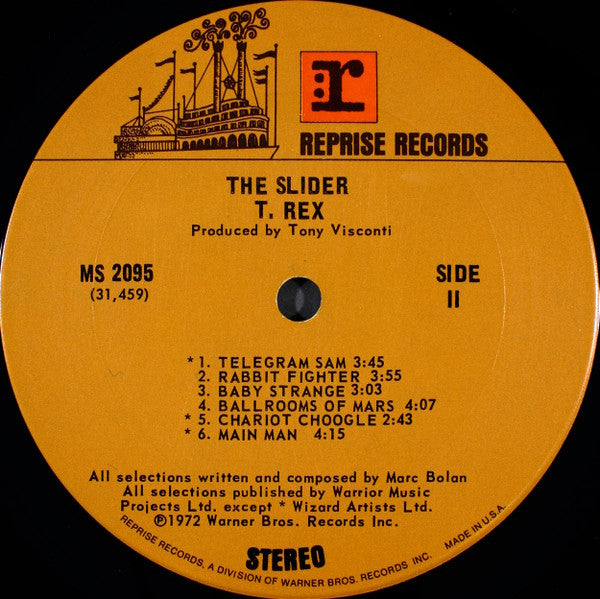 r
REPRISE RECORDS
THE SLIDER
T. REX
Produced by Tony Visconti
MS 2095
(31,459)
SIDE
II
* 1. TELEGRAM SAM 3:45
2. RABBIT FIGHTER 3:55
3. BABY STRANGE 3:03
4. BALLROOMS OF MARS 4:07
* 5. CHARIOT CHOOGLE 2:43
* 6. MAIN MAN 4:15
All selections written and composed by Marc Bolan
All selections published by Warrior Music
Projects Ltd. except * Wizard Artists Ltd.
℗1972 Warner Bros. Records Inc.
STEREO
REPRISE RECORDS, A DIVISION OF WARNER BROS. RECORDS INC. MADE IN U.S.A.